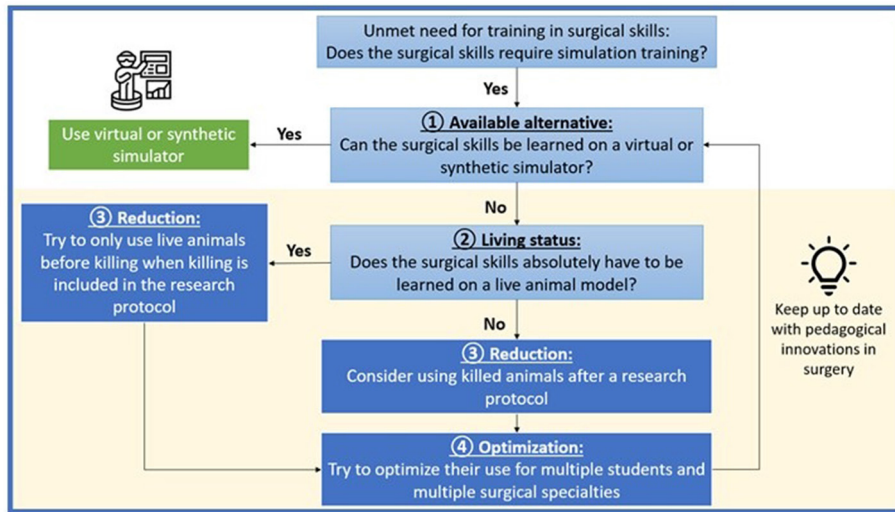 Unmet need for training in surgical skills:
Does the surgical skills require simulation training?
Yes
① Available alternative:
Can the surgical skills be learned on a virtual or
synthetic simulator?
Yes
Use virtual or synthetic
simulator
No
② Living status:
Does the surgical skills absolutely have to be
learned on a live animal model?
Yes
③ Reduction:
Try to only use live animals
before killing when killing is
included in the research
protocol
No
③ Reduction:
Consider using killed animals after a research
protocol
④ Optimization:
Try to optimize their use for multiple students and
multiple surgical specialties
Keep up to date
with pedagogical
innovations in
surgery